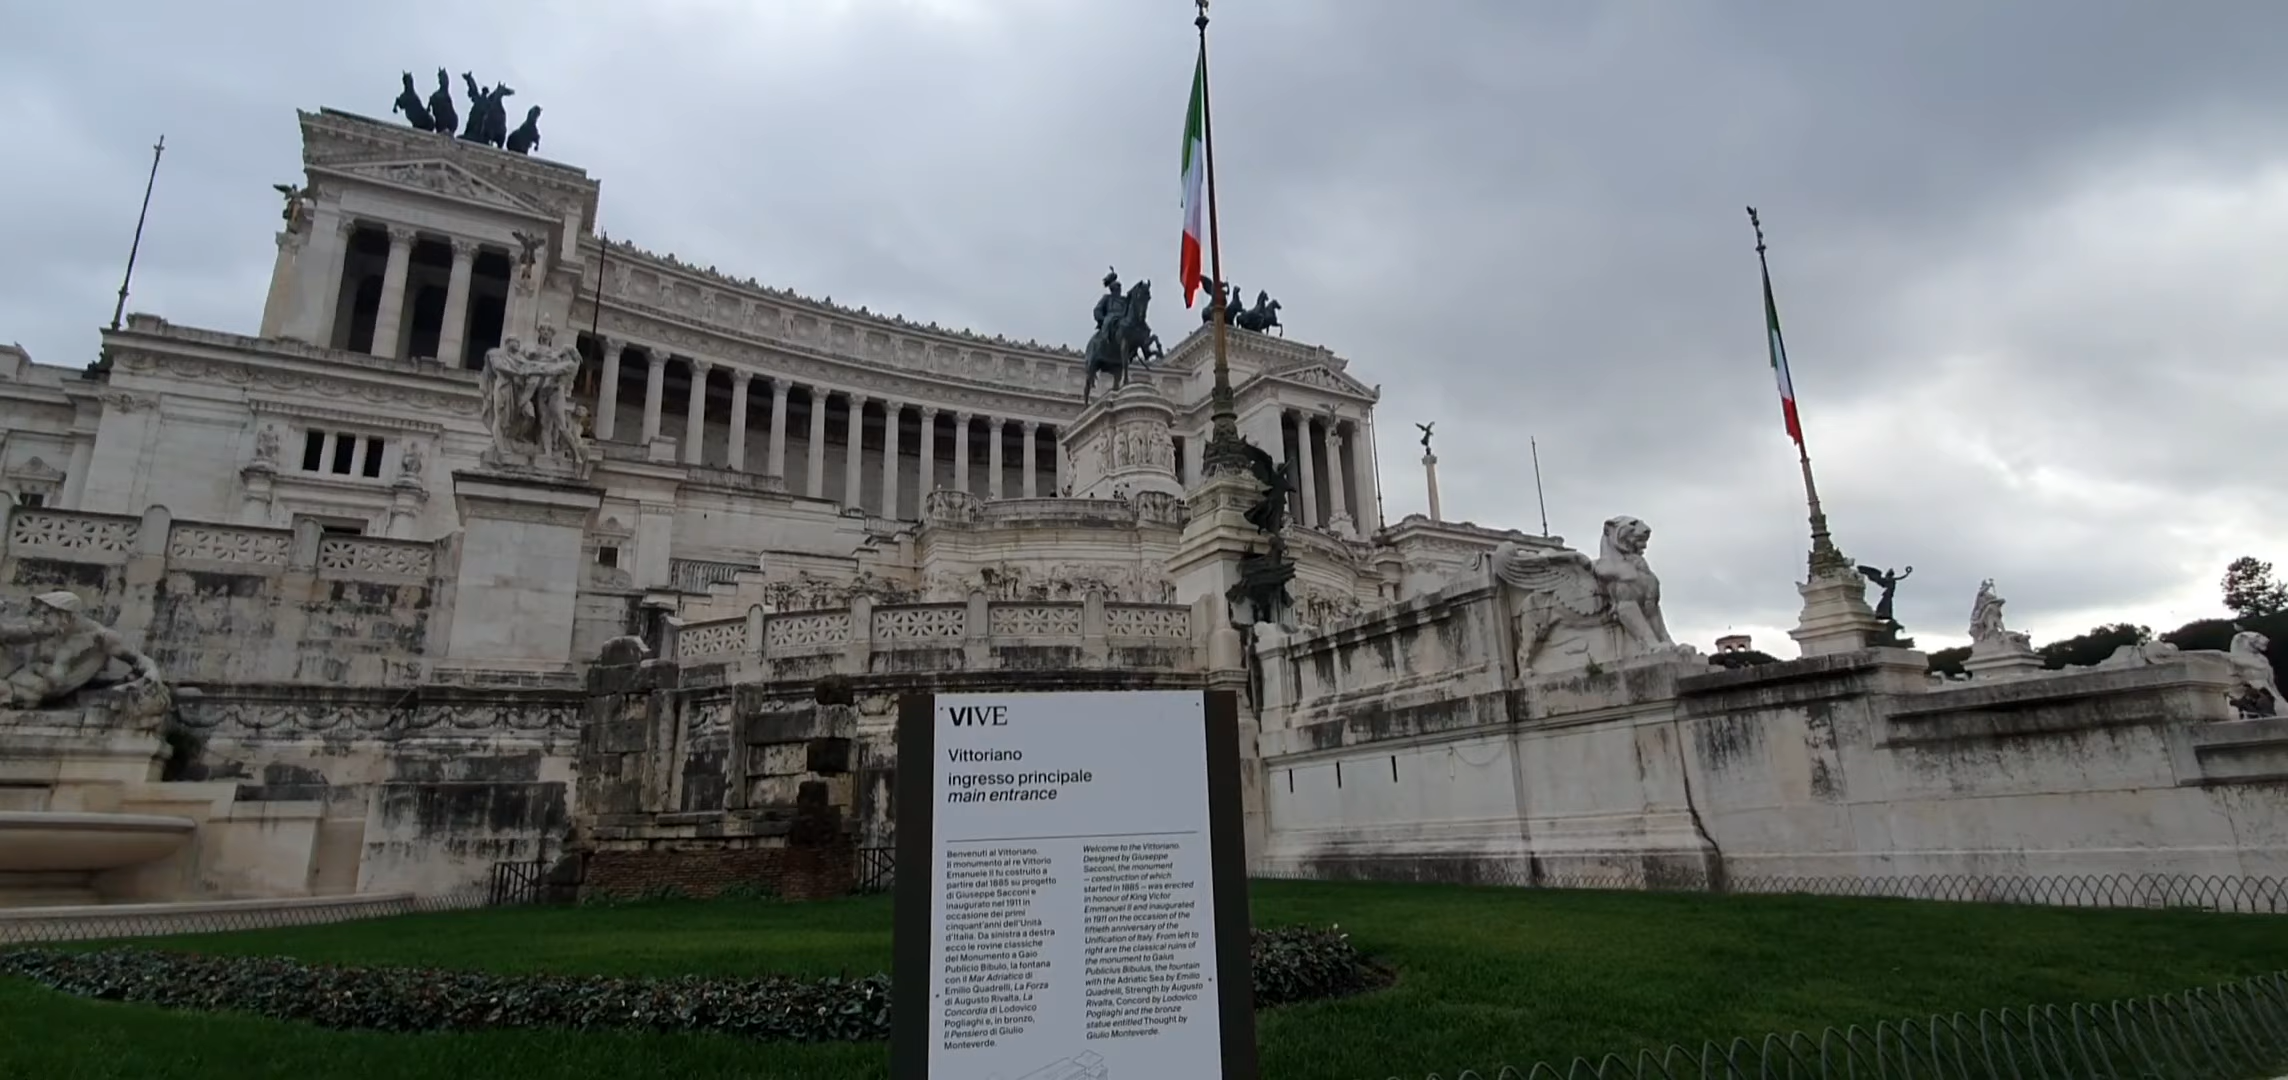 VIVE
Vittoriano
ingresso principale
main entrance
Benvenuti al Vittoriano.
Il monumento al re Vittorio
Emanuele II fu costruito a
partire dal 1885 su progetto
di Giuseppe Sacconi e
inaugurato nel 1911 in
occasione dei primi
cinquant'anni dell'Unità
d'Italia. Da sinistra a destra
ecco le rovine classiche
del Monumento a Gaio
Publicio Bibulo, la fontana
con il Mar Adriatico di
Emilio Quadrelli, La Forza
di Augusto Rivalta, La
Concordia di Lodovico
Pogliaghi e, in bronzo,
Il Pensiero di Giulio
Monteverde.
Welcome to the Vittoriano.
Designed by Giuseppe
Sacconi, the monument
– construction of which
started in 1885 – was erected
in honour of King Victor
Emmanuel II and inaugurated
in 1911 on the occasion of the
fiftieth anniversary of the
Unification of Italy. From left to
right are the classical ruins of
the monument to Gaius
Publicius Bibulus, the fountain
with the Adriatic Sea by Emilio
Quadrelli, Strength by Augusto
Rivalta, Concord by Lodovico
Pogliaghi and the bronze
statue entitled Thought by
Giulio Monteverde.